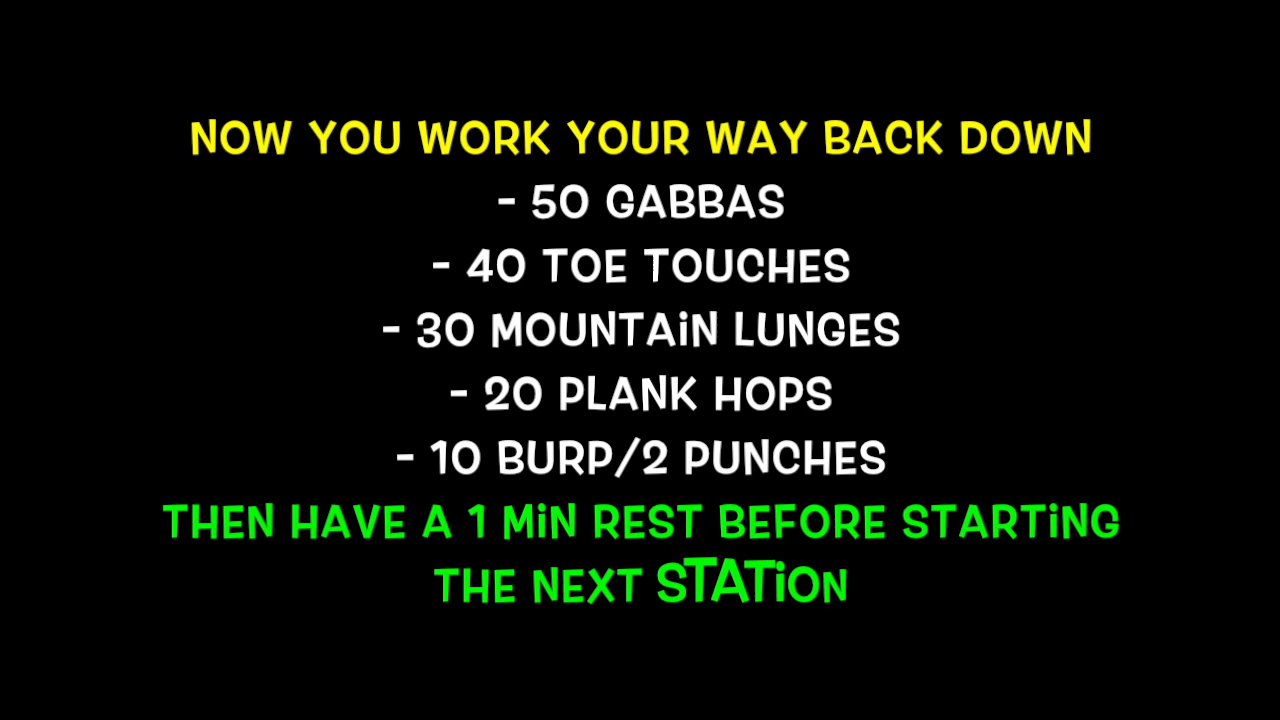 NOW YOU WORK YOUR WAY BACK DOWN
- 50 GABBAS
- 40 TOE TOUCHES
- 30 MOUNTAiN LUNGES
- 20 PLANK HOPS
- 10 BURP/2 PUNCHES
THEN HAVE A 1 MiN REST BEFORE STARTiNG
THE NEXT STATiON